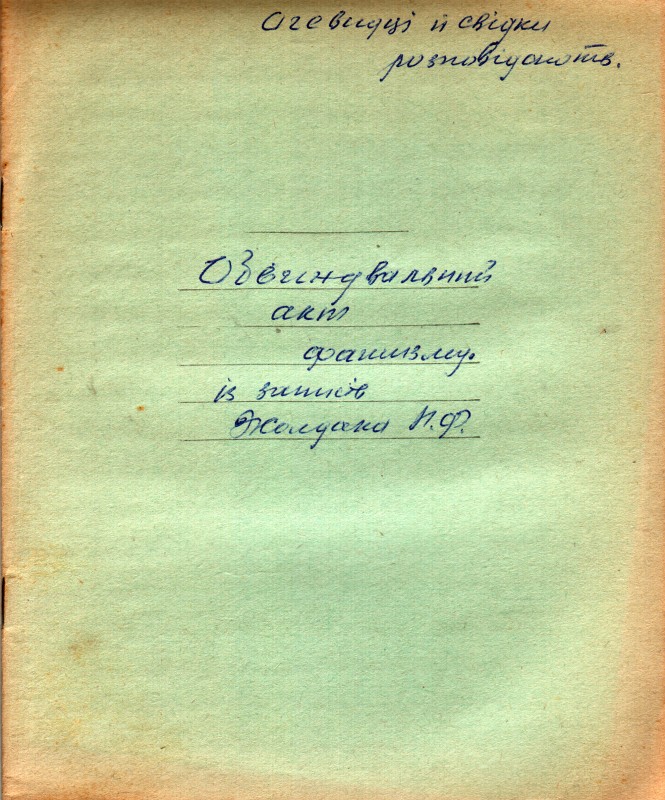 Очевидці й свідки
розповідають.
Обвинувальний
акт
фашизму.
із записів
Жолдака П.Ф.